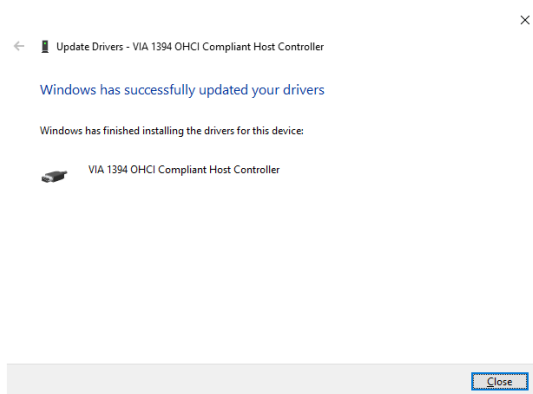 Update Drivers - VIA 1394 OHCI Compliant Host Controller
Windows has successfully updated your drivers
Windows has finished installing the drivers for this device:
VIA 1394 OHCI Compliant Host Controller
Close